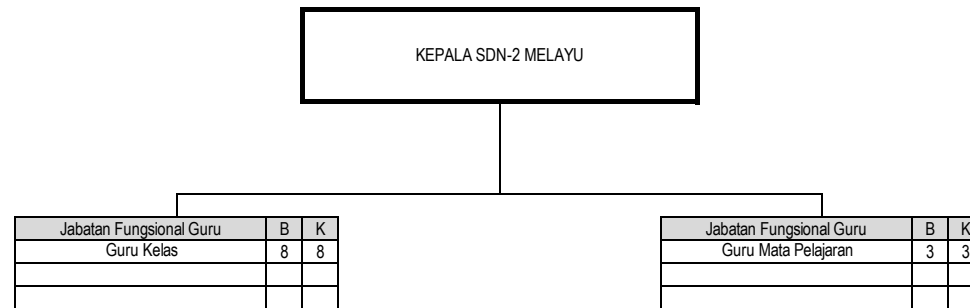 KEPALA SDN-2 MELAYU
Jabatan Fungsional Guru B K
Guru Kelas 8 8
Jabatan Fungsional Guru B K
Guru Mata Pelajaran 3 3